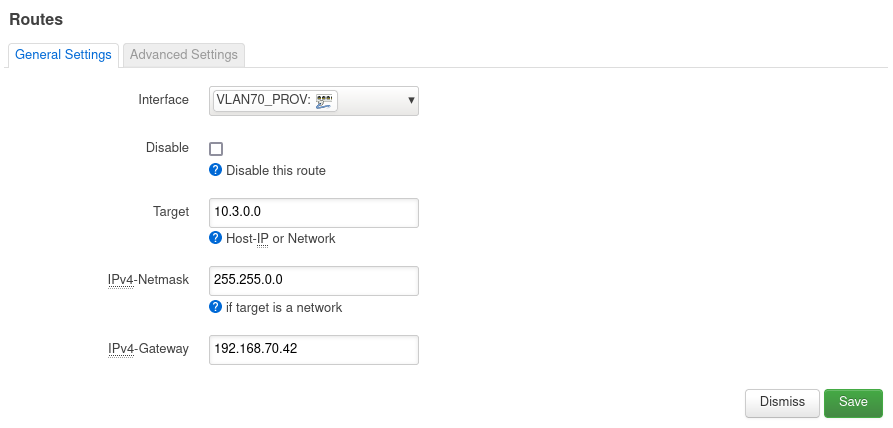 Routes
General Settings
Advanced Settings
Interface
VLAN70_PROV:
Disable
Disable this route
Target
10.3.0.0
Host-IP or Network
IPv4-Netmask
255.255.0.0
if target is a network
IPv4-Gateway
192.168.70.42
Dismiss
Save